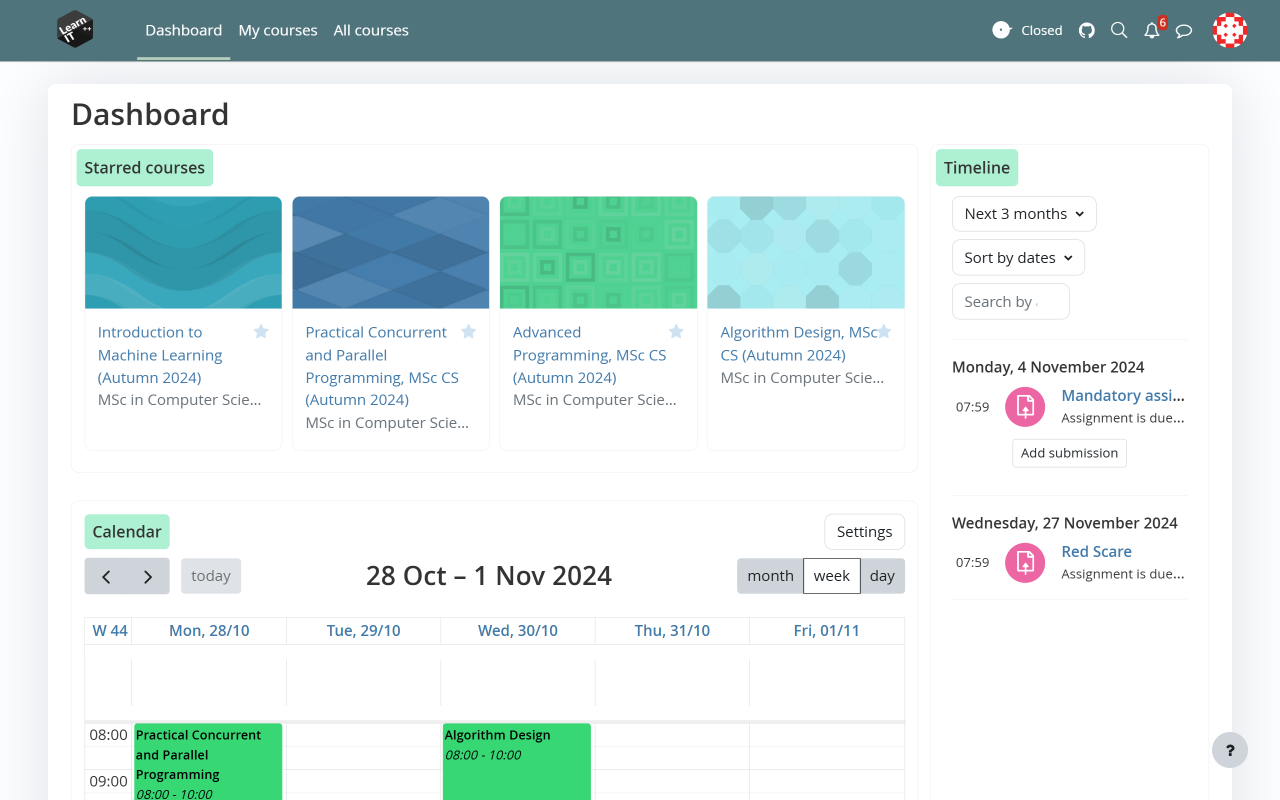 Learn IT ++
Dashboard
My courses
All courses
Closed
6
Dashboard
Starred courses
Introduction to
Machine Learning
(Autumn 2024)
MSc in Computer Scie...
Practical Concurrent
and Parallel
Programming, MSc CS
(Autumn 2024)
MSc in Computer Scie...
Advanced
Programming, MSc CS
(Autumn 2024)
MSc in Computer Scie...
Algorithm Design, MSc
CS (Autumn 2024)
MSc in Computer Scie...
Timeline
Next 3 months
Sort by dates
Search by
Monday, 4 November 2024
07:59
Mandatory assi...
Assignment is due...
Add submission
Wednesday, 27 November 2024
07:59
Red Scare
Assignment is due...
Calendar
Settings
today
28 Oct – 1 Nov 2024
month
week
day
W 44
Mon, 28/10
Tue, 29/10
Wed, 30/10
Thu, 31/10
Fri, 01/11
08:00
Practical Concurrent
and Parallel
Programming
08:00 - 10:00
Algorithm Design
08:00 - 10:00
09:00
?